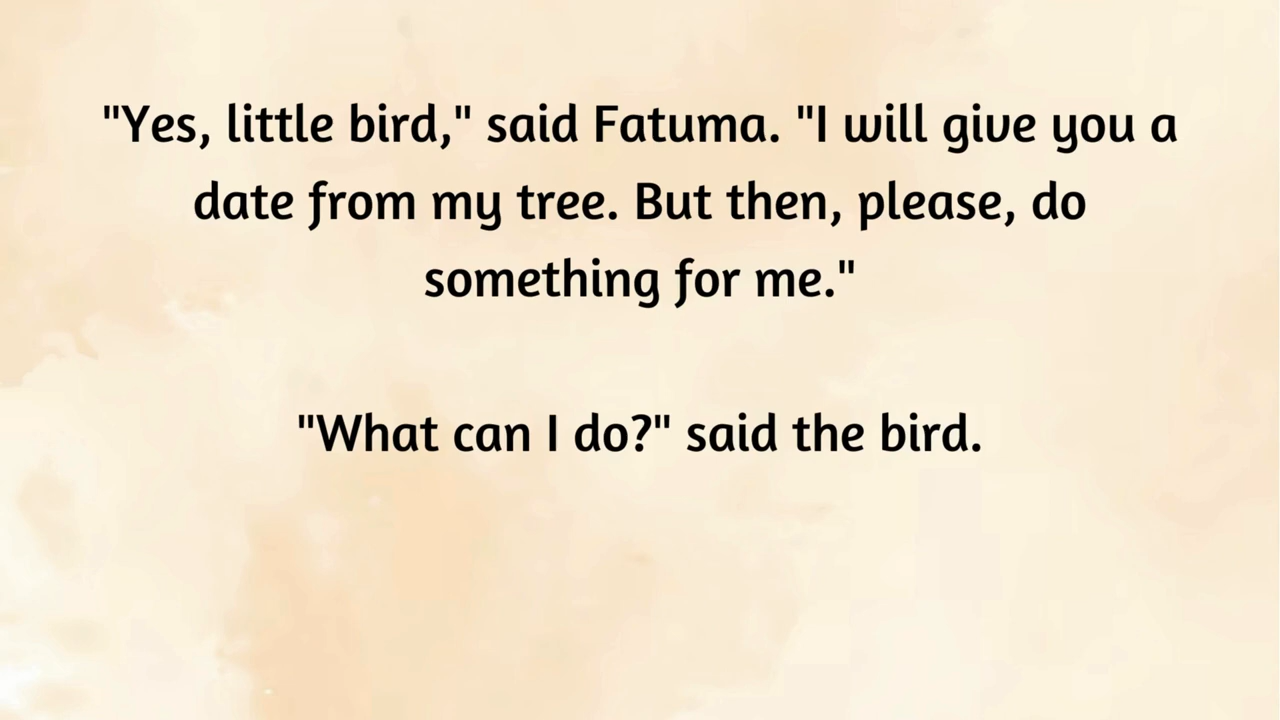 "Yes, little bird," said Fatuma. "I will give you a
date from my tree. But then, please, do
something for me."
"What can I do?" said the bird.